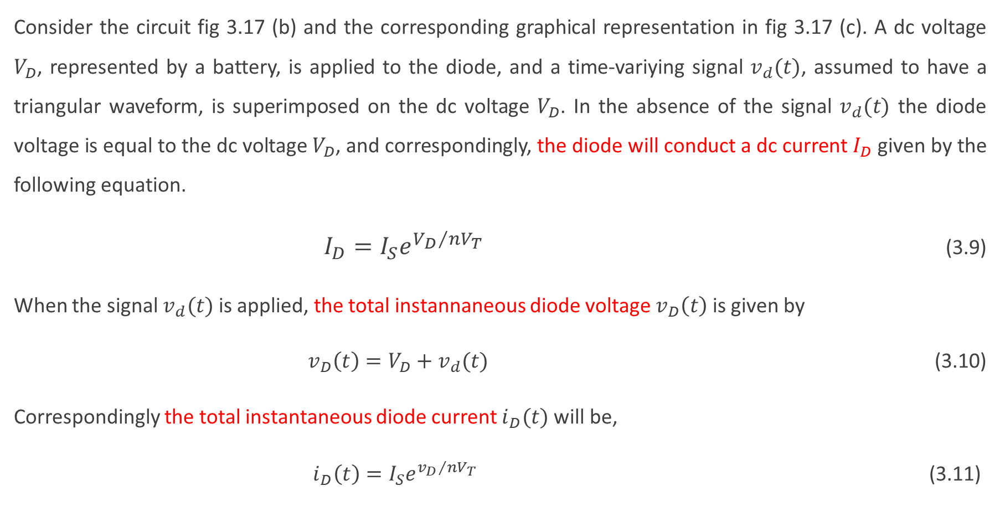 Consider the circuit fig 3.17 (b) and the corresponding graphical representation in fig 3.17 (c). A dc voltage
V_D, represented by a battery, is applied to the diode, and a time-variying signal v_d(t), assumed to have a
triangular waveform, is superimposed on the dc voltage V_D. In the absence of the signal v_d(t) the diode
voltage is equal to the dc voltage V_D, and correspondingly, the diode will conduct a dc current I_D given by the
following equation.
I_D = I_S e^{V_D/nV_T} (3.9)
When the signal v_d(t) is applied, the total instannaneous diode voltage v_D(t) is given by
v_D(t) = V_D + v_d(t) (3.10)
Correspondingly the total instantaneous diode current i_D(t) will be,
i_D(t) = I_S e^{v_D/nV_T} (3.11)